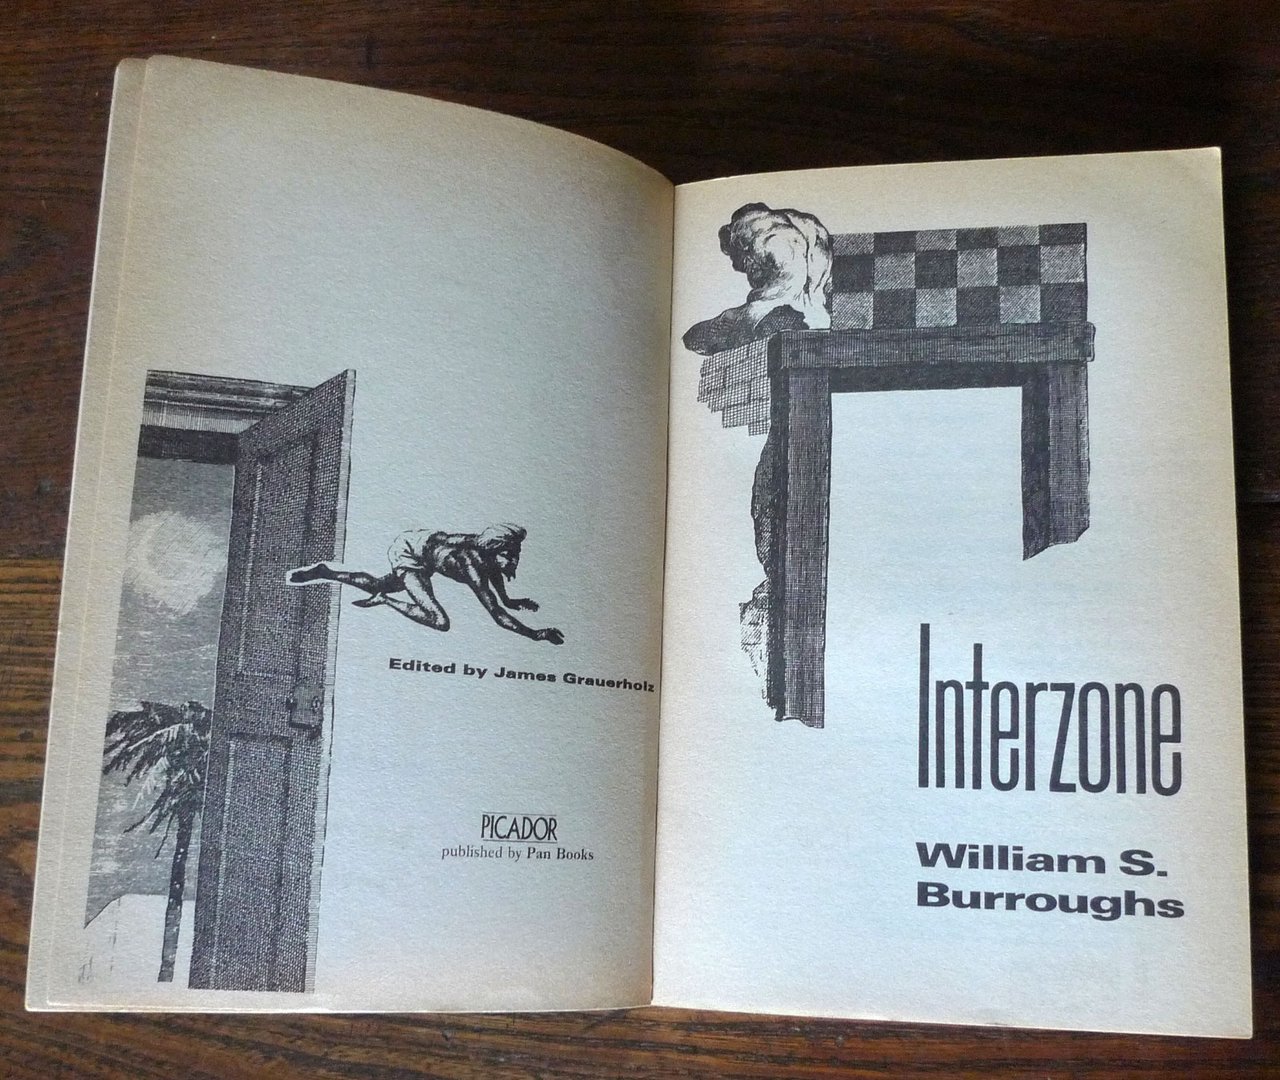 Edited by James Grauerholz
PICADOR
published by Pan Books
Interzone
William S.
Burroughs